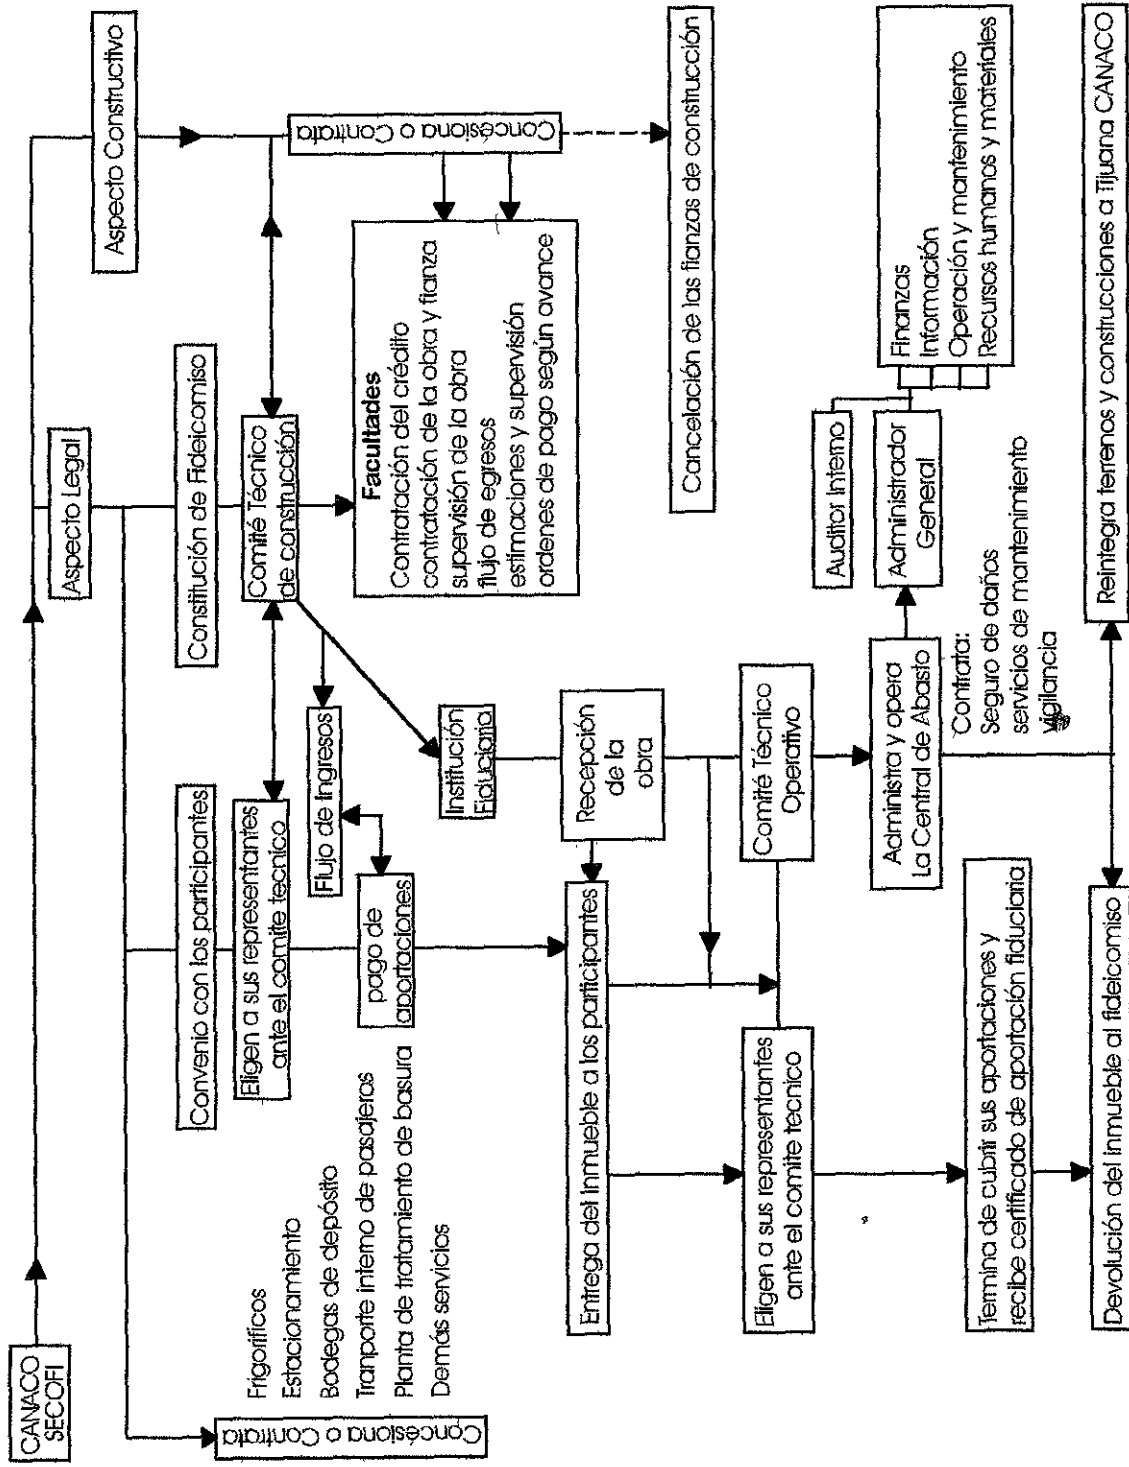 CANACO
SECOFI
Aspecto Legal
Aspecto Constructivo
Convenio con los participantes
Constitución de Fideicomiso
Eligen a sus representantes
ante el comite tecnico
Comité Técnico
de construcción
Concésiona o Contrata
Frigorificos
Estacionamiento
Bodegas de depósito
Tranporte interno de pasajeros
Planta de tratamiento de basura
Demás servicios
Concésiona o Contrata
Flujo de Ingresos
pago de
aportaciones
Facultades
Contratación del crédito
contratación de la obra y fianza
supervisión de la obra
flujo de egresos
estimaciones y supervisión
ordenes de pago según avance
Institución
Fiduciaria
Recepción
de la
obra
Entrega del inmueble a los participantes
Cancelación de las fianzas de construcción
Eligen a sus representantes
ante el comite tecnico
Comité Técnico
Operativo
Auditor Interno
Administra y opera
La Central de Abasto
Administrador
General
Finanzas
Información
Operación y mantenimiento
Recursos humanos y materiales
Contrata:
Seguro de daños
servicios de mantenimiento
vigilancia
Termina de cubrir sus aportaciones y
recibe certificado de aportación fiduciaria
Devolución del inmueble al fideicomiso
Reintegra terrenos y construcciones a Tijuana CANACO